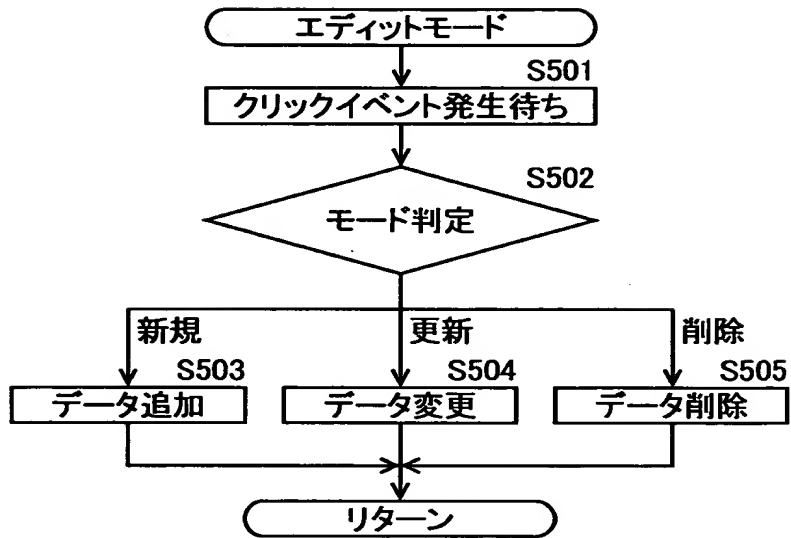 エディットモード
S501
クリックイベント発生待ち
S502
モード判定
新規
更新
削除
S503
S504
S505
データ追加
データ変更
データ削除
リターン